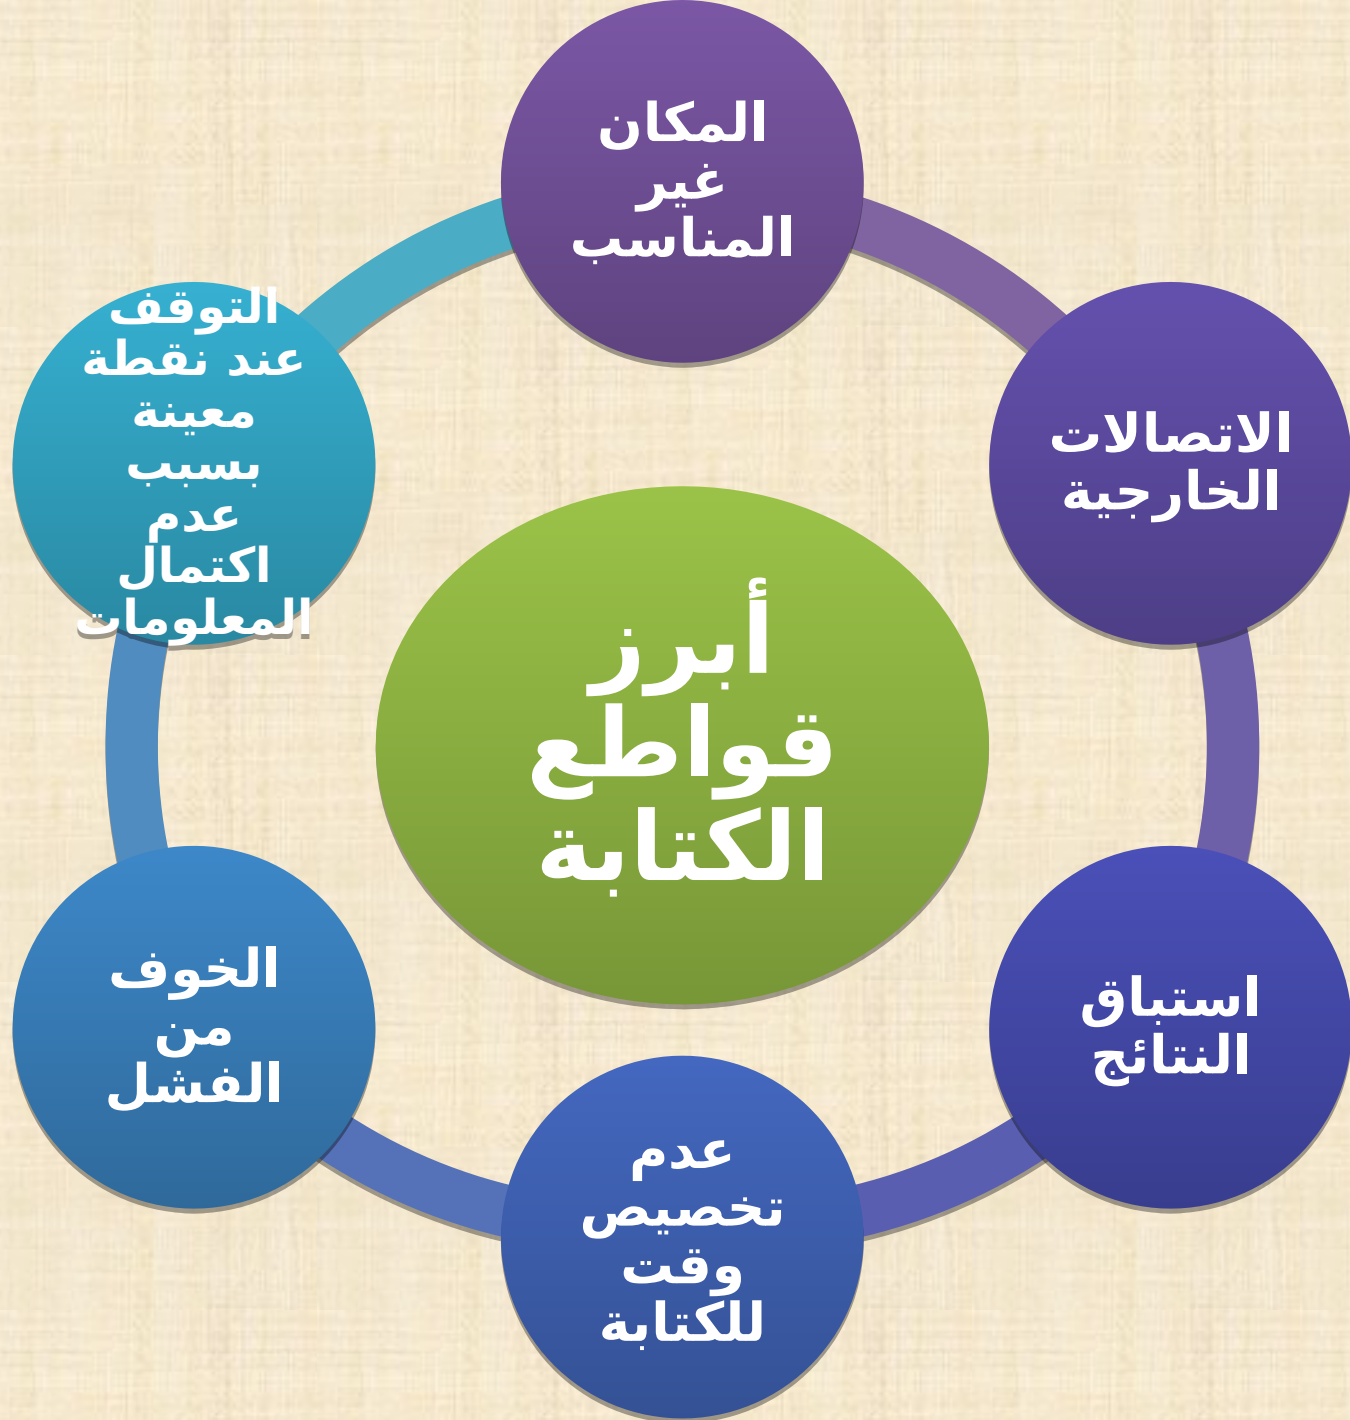 المكان
غير
المناسب
الاتصالات
الخارجية
استباق
النتائج
عدم
تخصيص
وقت
للكتابة
الخوف
من
الفشل
التوقف
عند نقطة
معينة
بسبب
عدم
اكتمال
المعلومات
أبرز
قواطع
الكتابة